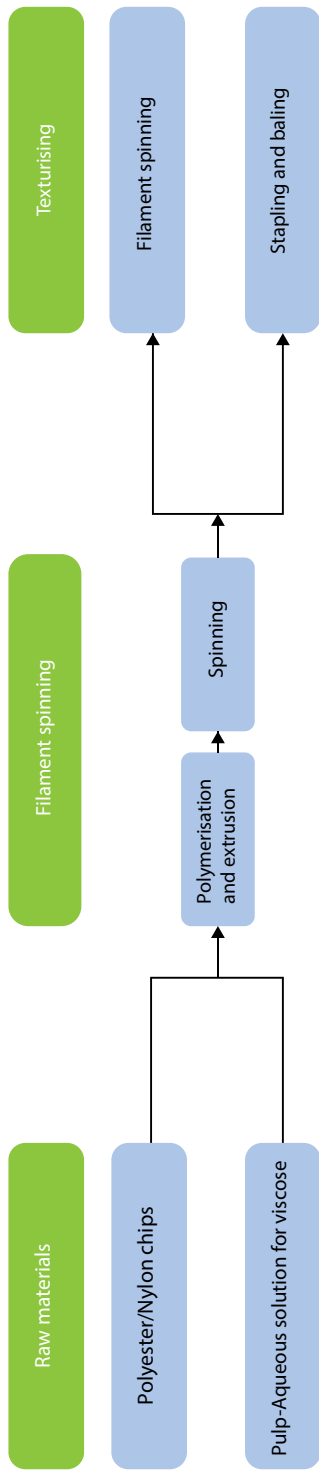 Raw materials
Filament spinning
Texturising
Polyester/Nylon chips
Pulp-Aqueous solution for viscose
Polymerisation
and extrusion
Spinning
Filament spinning
Stapling and baling